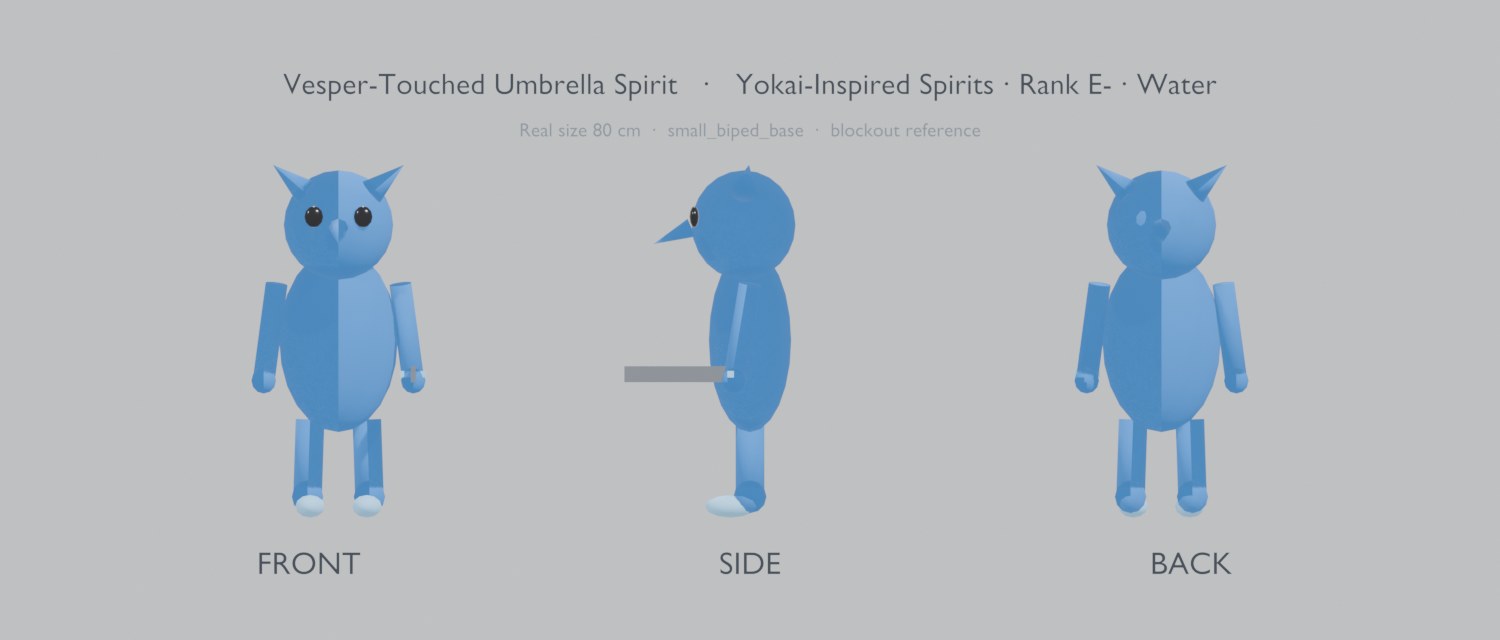 Vesper-Touched Umbrella Spirit · Yokai-Inspired Spirits · Rank E- · Water
Real size 80 cm · small_biped_base · blockout reference
FRONT SIDE BACK